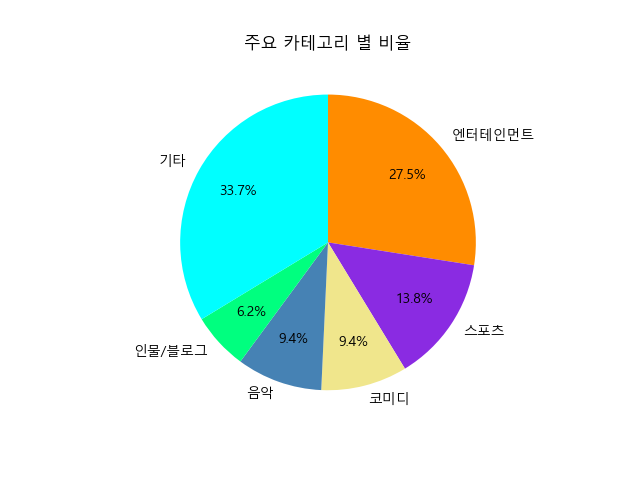 주요 카테고리 별 비율
엔터테인먼트
27.5%
기타
33.7%
13.8%
스포츠
6.2%
인물/블로그
9.4%
9.4%
음악
코미디